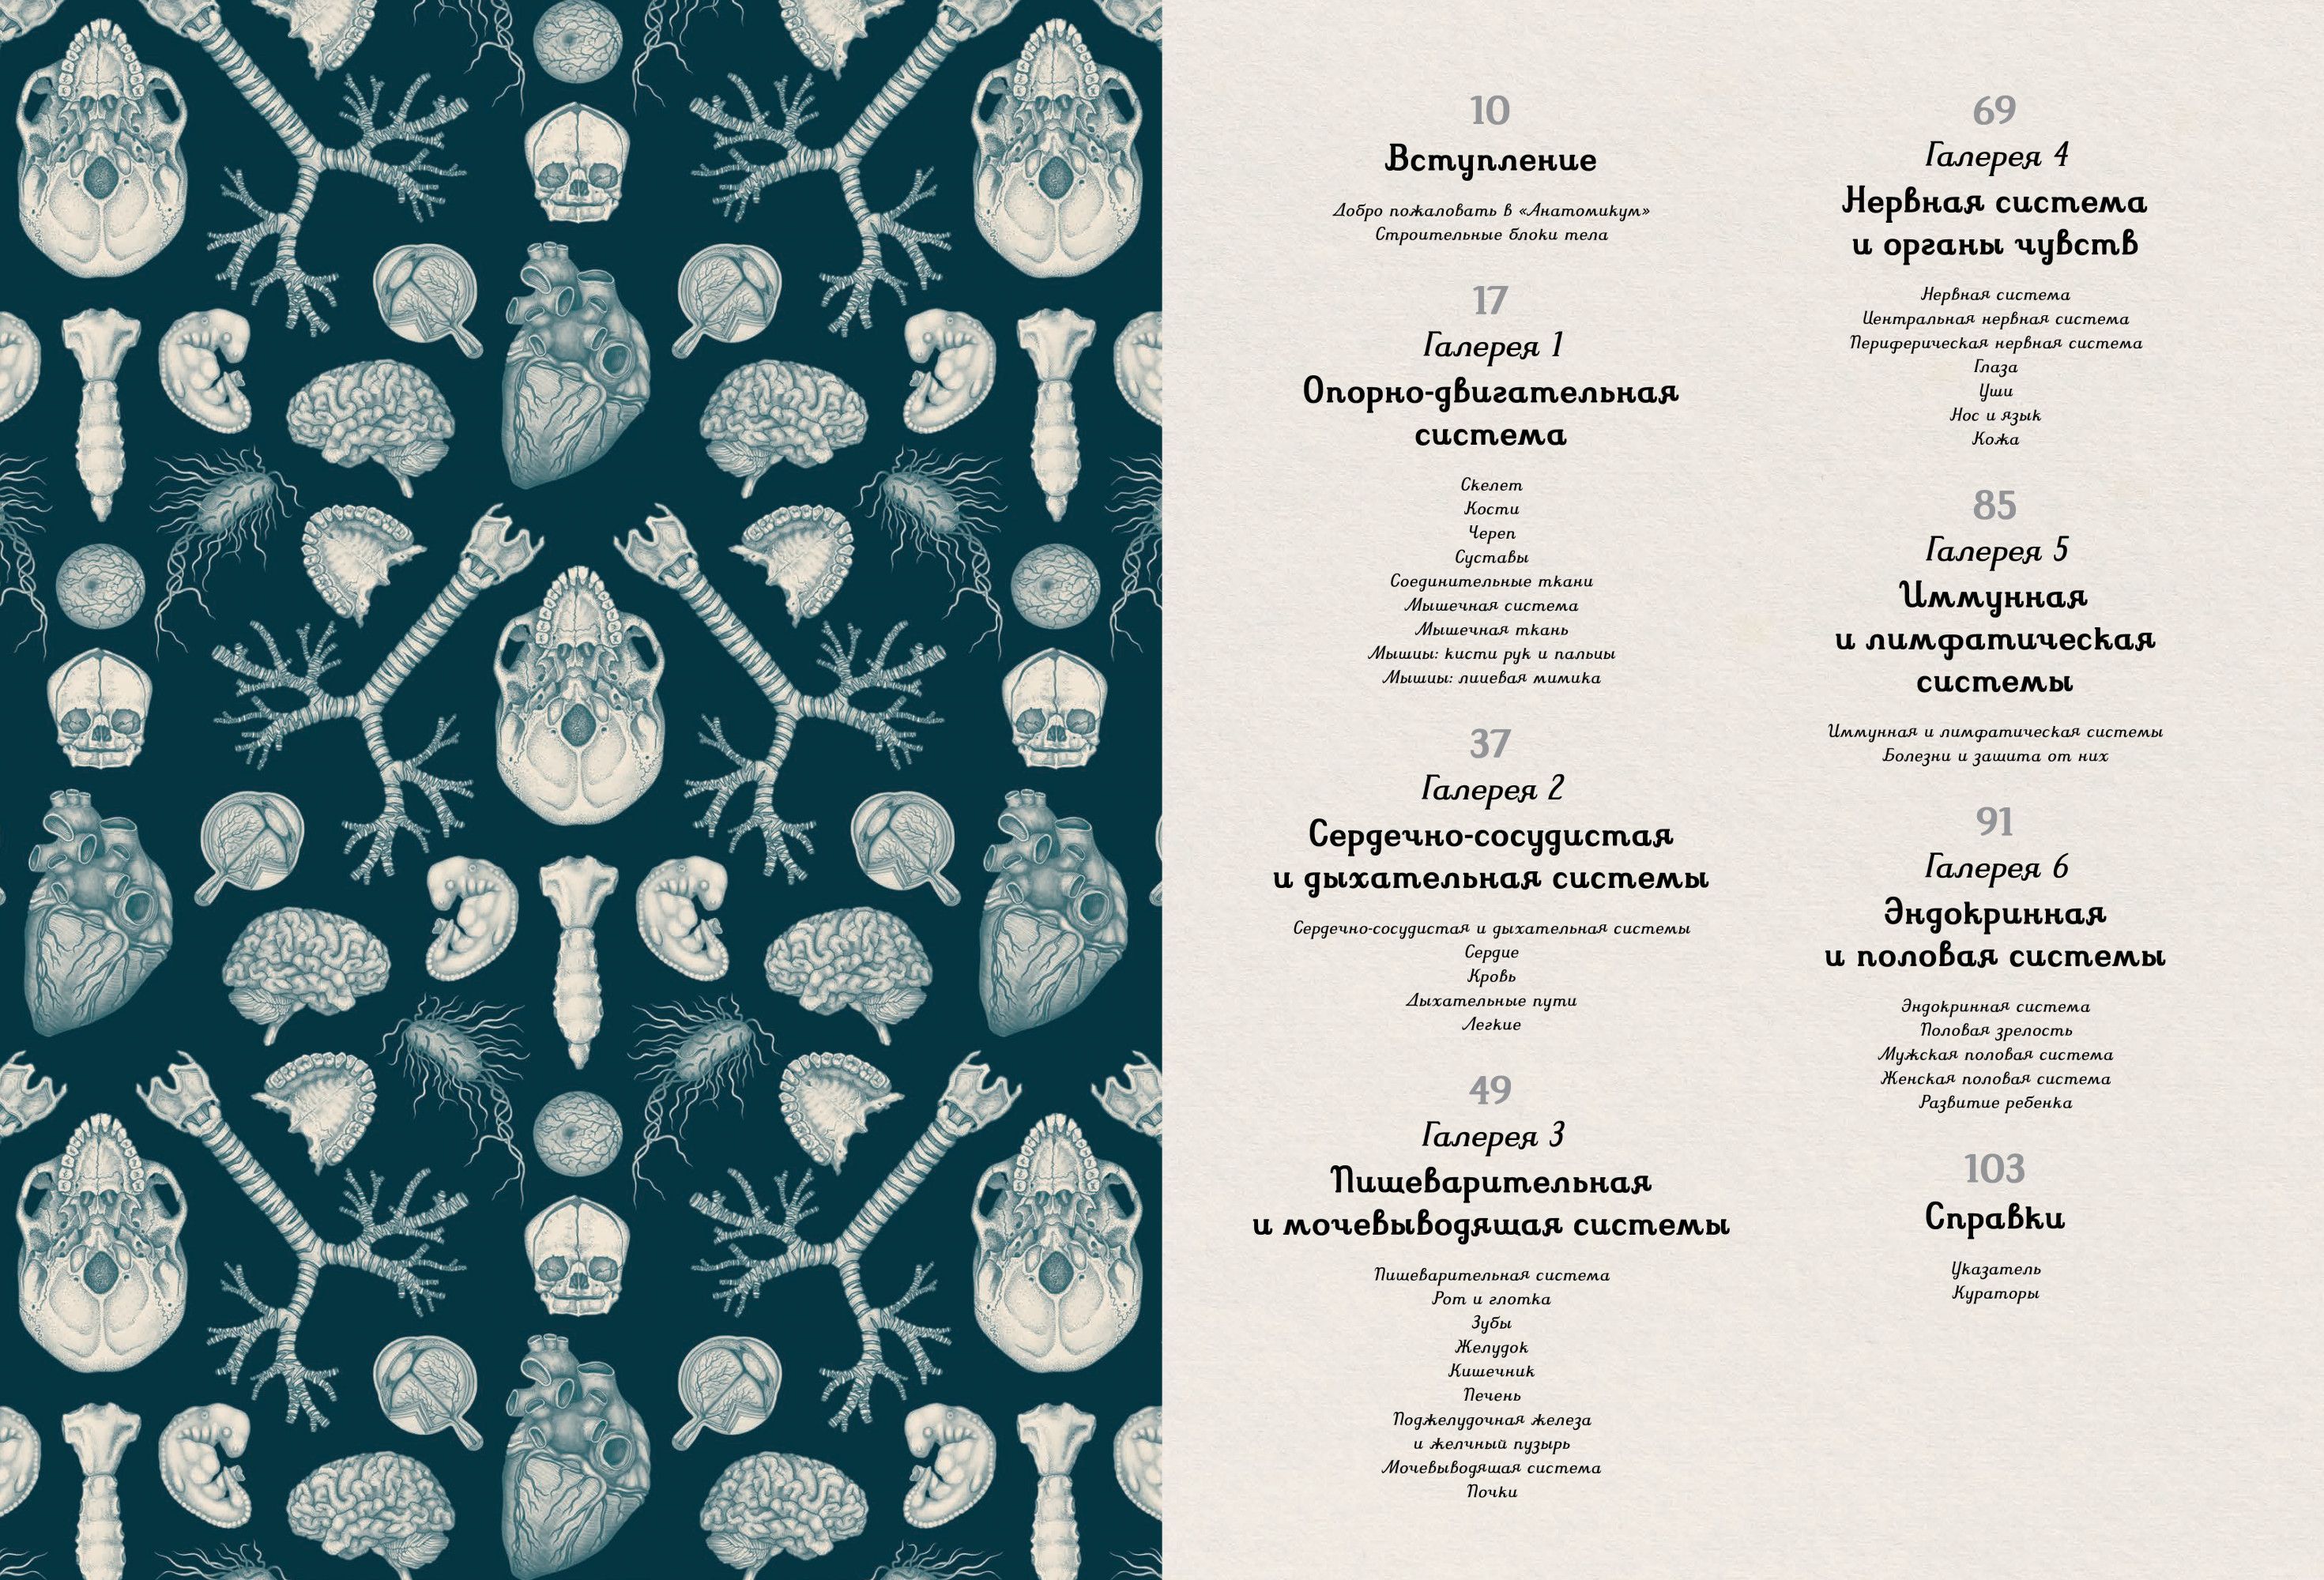 10
Вступление
Добро пожаловать в «Анатомикум»
Строительные блоки тела
17
Галерея 1
Опорно-двигательная
система
Скелет
Кости
Череп
Суставы
Соединительные ткани
Мышечная система
Мышечная ткань
Мышцы: кисти рук и пальцы
Мышцы: лицевая мимика
37
Галерея 2
Сердечно-сосудистая
и дыхательная системы
Сердечно-сосудистая и дыхательная системы
Сердце
Кровь
Дыхательные пути
Легкие
49
Галерея 3
Пищеварительная
и мочевыводящая системы
Пищеварительная система
Рот и глотка
Зубы
Желудок
Кишечник
Печень
Поджелудочная железа
и желчный пузырь
Мочевыводящая система
Почки
69
Галерея 4
Нервная система
и органы чувств
Нервная система
Центральная нервная система
Периферическая нервная система
Глаза
Уши
Нос и язык
Кожа
85
Галерея 5
Иммунная
и лимфатическая
системы
Иммунная и лимфатическая системы
Болезни и защита от них
91
Галерея 6
Эндокринная
и половая системы
Эндокринная система
Половая зрелость
Мужская половая система
Женская половая система
Развитие ребенка
103
Справки
Указатель
Кураторы